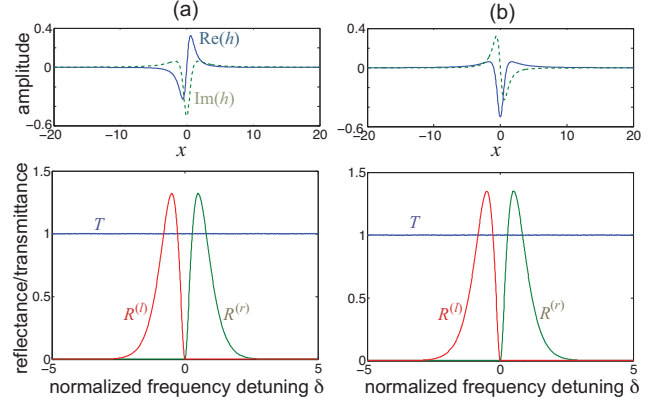 (a)
(b)
amplitude
0.4
0
−0.6
−20
−10
0
10
20
x
Re(h)
Im(h)
0.4
0
−0.6
−20
−10
0
10
20
x
reflectance/transmittance
1.5
1
0.5
0
−5
0
5
T
R(l)
R(r)
normalized frequency detuning δ
1.5
1
0.5
0
−5
0
5
T
R(l)
R(r)
normalized frequency detuning δ